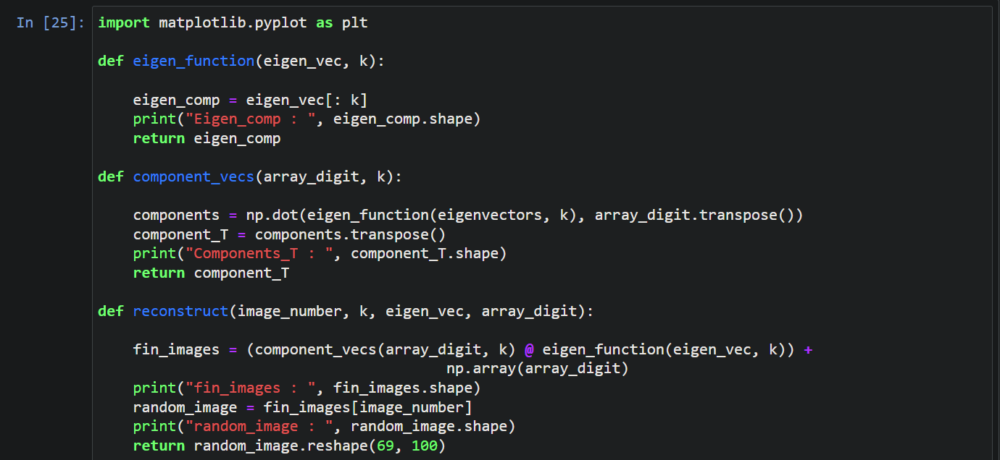 In [25]: import matplotlib.pyplot as plt
def eigen_function(eigen_vec, k):
eigen_comp = eigen_vec[: k]
print("Eigen_comp : ", eigen_comp.shape)
return eigen_comp
def component_vecs(array_digit, k):
components = np.dot(eigen_function(eigenvectors, k), array_digit.transpose())
component_T = components.transpose()
print("Components_T : ", component_T.shape)
return component_T
def reconstruct(image_number, k, eigen_vec, array_digit):
fin_images = (component_vecs(array_digit, k) @ eigen_function(eigen_vec, k)) +
np.array(array_digit)
print("fin_images : ", fin_images.shape)
random_image = fin_images[image_number]
print("random_image : ", random_image.shape)
return random_image.reshape(69, 100)